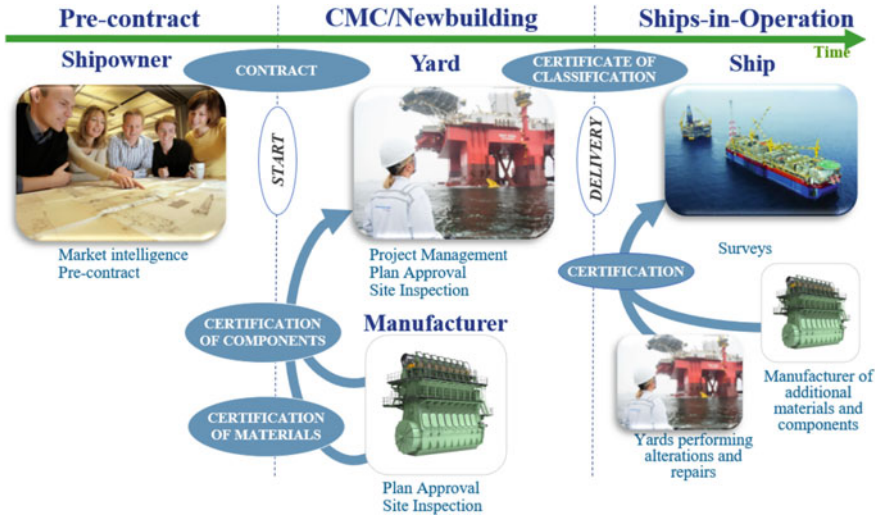 Pre-contract
CMC/Newbuilding
Ships-in-Operation
Time
Shipowner
CONTRACT
Yard
CERTIFICATE OF
CLASSIFICATION
Ship
START
DELIVERY
Market intelligence
Pre-contract
Project Management
Plan Approval
Site Inspection
Surveys
CERTIFICATION
CERTIFICATION
OF COMPONENTS
Manufacturer
CERTIFICATION
OF MATERIALS
Manufacturer of
additional
materials and
components
Yards performing
alterations and
repairs
Plan Approval
Site Inspection